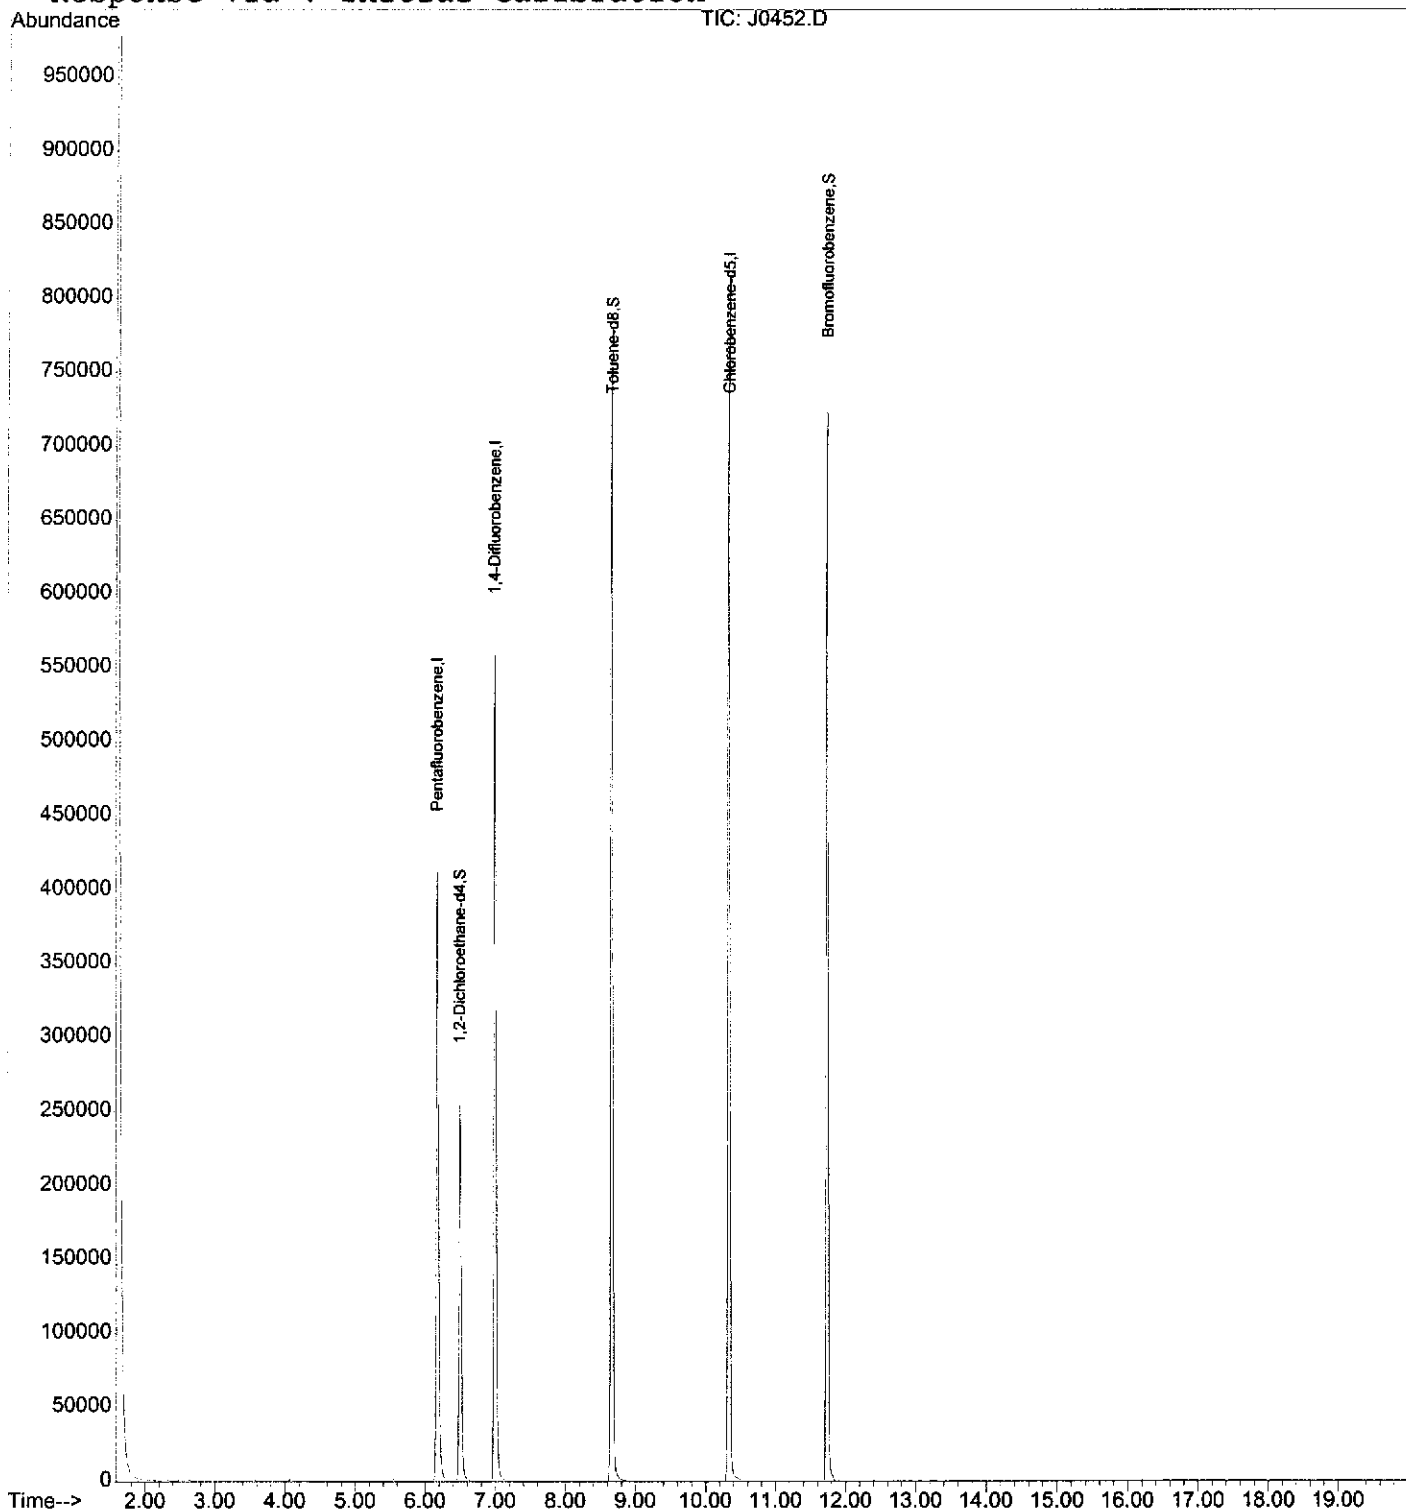 Abundance
TIC: J0452.D
950000
900000
850000
800000
750000
700000
650000
600000
550000
500000
450000
400000
350000
300000
250000
200000
150000
100000
50000
0
Pentafluorobenzene,I
1,2-Dichloroethane-d4,S
1,4-Difluorobenzene,I
Toluene-d8,S
Chlorobenzene-d5,I
Bromofluorobenzene,S
Time--> 2.00 3.00 4.00 5.00 6.00 7.00 8.00 9.00 10.00 11.00 12.00 13.00 14.00 15.00 16.00 17.00 18.00 19.00